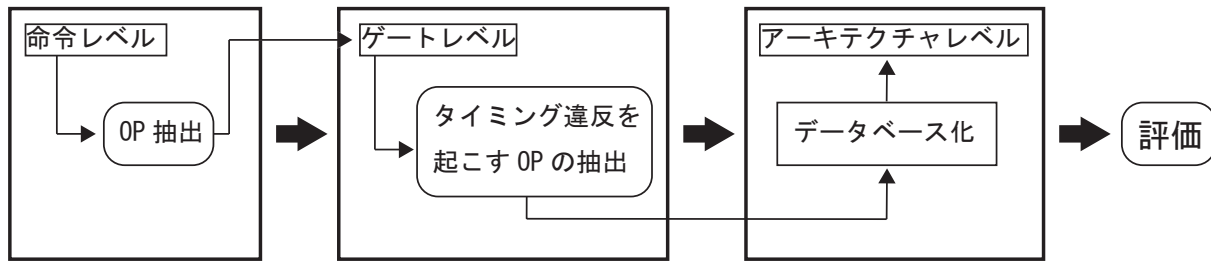 命令レベル
OP 抽出
ゲートレベル
タイミング違反を
起こす OP の抽出
アーキテクチャレベル
データベース化
評価